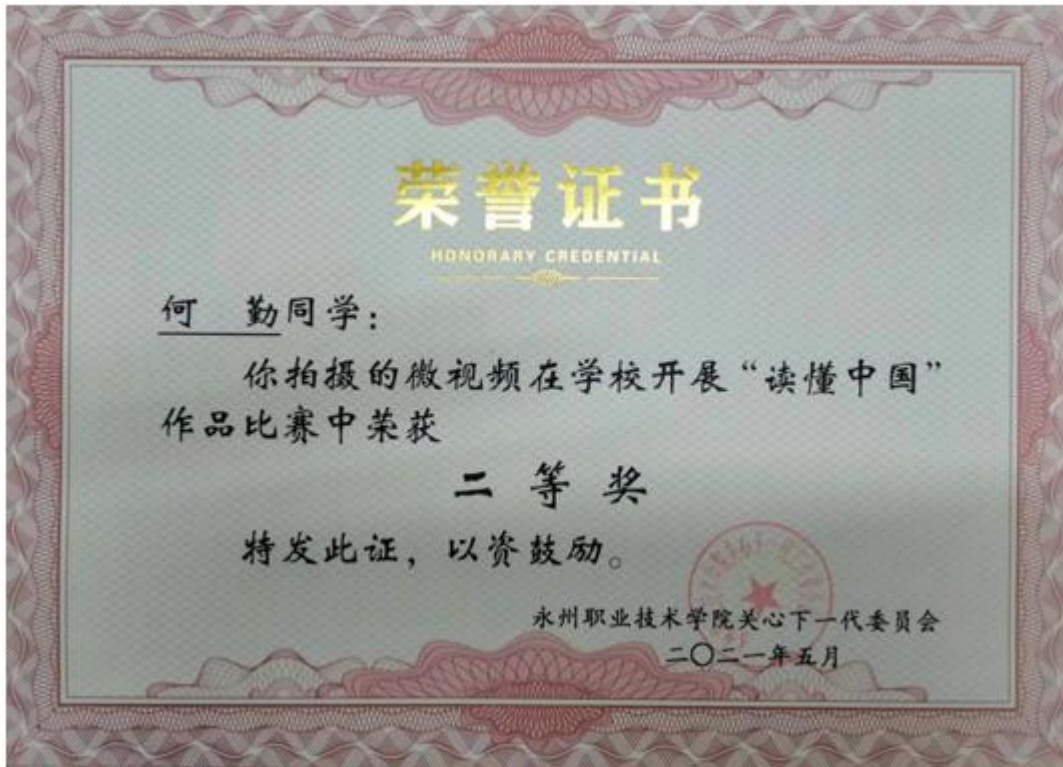 荣誉证书
HONORARY CREDENTIAL
何 勤同学：
你拍摄的微视频在学校开展“读懂中国”
作品比赛中荣获
二等奖
特发此证，以资鼓励。
永州职业技术学院关心下一代委员会
二〇二一年五月